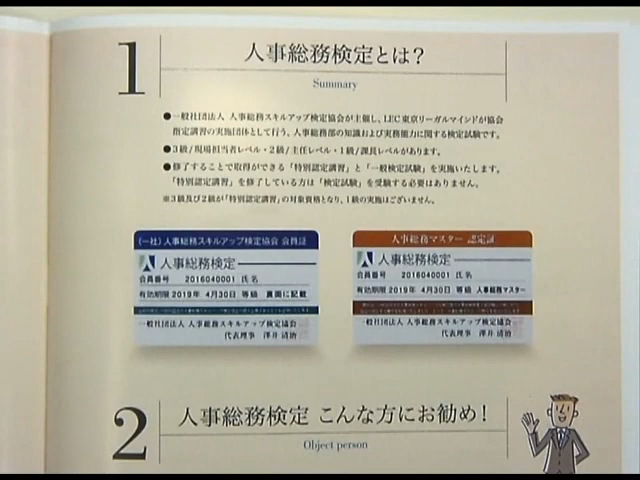 1
人事総務検定とは?
Summary
●一般社団法人 人事総務スキルアップ検定協会が主催し、LEC東京リーガルマインドが協会
指定講習の実施団体として行う、人事総務部の知識および実務能力に関する検定試験です。
●3級/現場担当者レベル・2級/主任レベル・1級/課長レベルがあります。
●修了することで取得ができる「特別認定講習」と「一般検定試験」を実施いたします。
「特別認定講習」を修了している方は「検定試験」を受験する必要はありません。
※3級及び2級が「特別認定講習」の対象資格となり、1級の実施はございません。
(一社)人事総務スキルアップ検定協会 会員証
人事総務検定
会員番号 2016040001 氏名
有効期限 2019年 4月30日 等級 裏面に記載
一般社団法人 人事総務スキルアップ検定協会
代表理事 澤井 清治
人事総務マスター 認定証
人事総務検定
会員番号 2016040001 氏名
有効期限 2019年 4月30日 等級 人事総務マスター
一般社団法人 人事総務スキルアップ検定協会
代表理事 澤井 清治
2
人事総務検定 こんな方にお勧め!
Object person